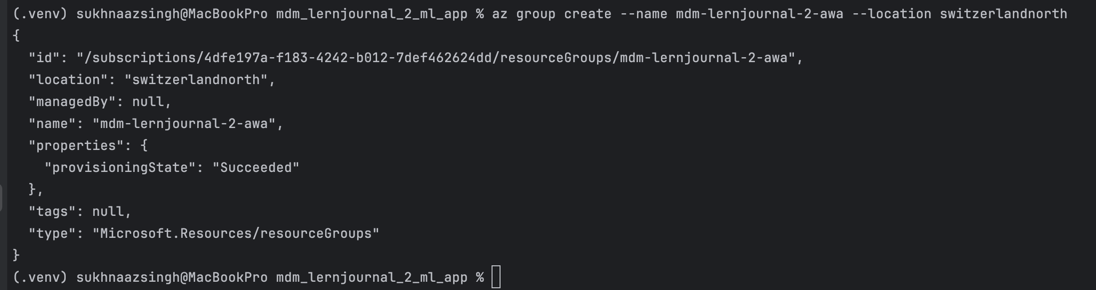 (.venv) sukhnaazsingh@MacBookPro mdm_lernjournal_2_ml_app % az group create --name mdm-lernjournal-2-awa --location switzerlandnorth
{
  "id": "/subscriptions/4dfe197a-f183-4242-b012-7def462624dd/resourceGroups/mdm-lernjournal-2-awa",
  "location": "switzerlandnorth",
  "managedBy": null,
  "name": "mdm-lernjournal-2-awa",
  "properties": {
    "provisioningState": "Succeeded"
  },
  "tags": null,
  "type": "Microsoft.Resources/resourceGroups"
}
(.venv) sukhnaazsingh@MacBookPro mdm_lernjournal_2_ml_app %